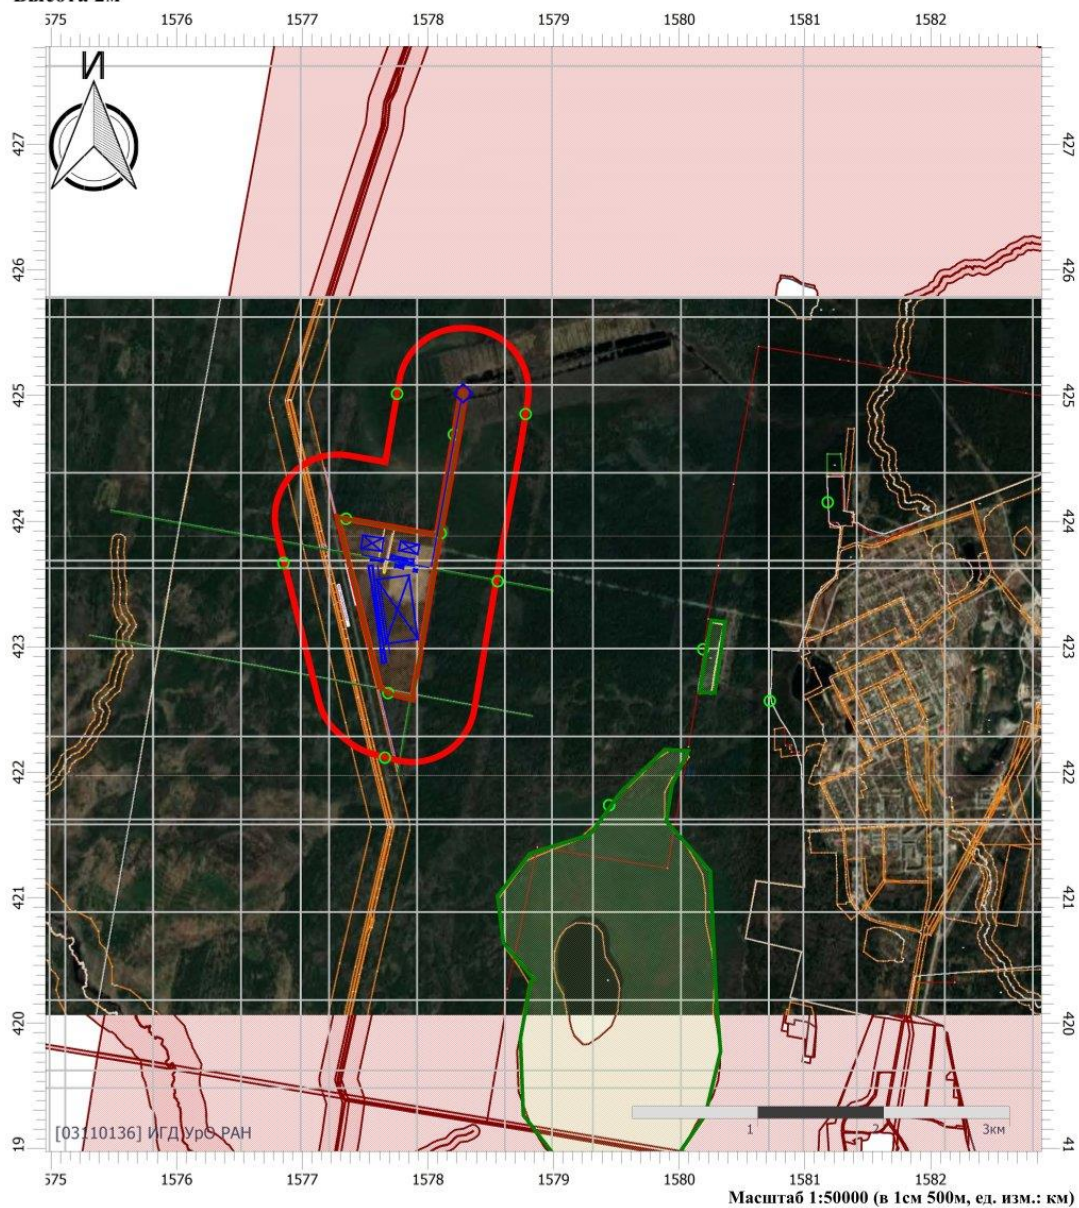 Высота 2м
575 1576 1577 1578 1579 1580 1581 1582
N
427 427
426 426
425 425
424 424
423 423
422 422
421 421
420 420
419 41
[03110136] ИГД УрО РАН
1 2 3км
575 1576 1577 1578 1579 1580 1581 1582
Масштаб 1:50000 (в 1см 500м, ед. изм.: км)